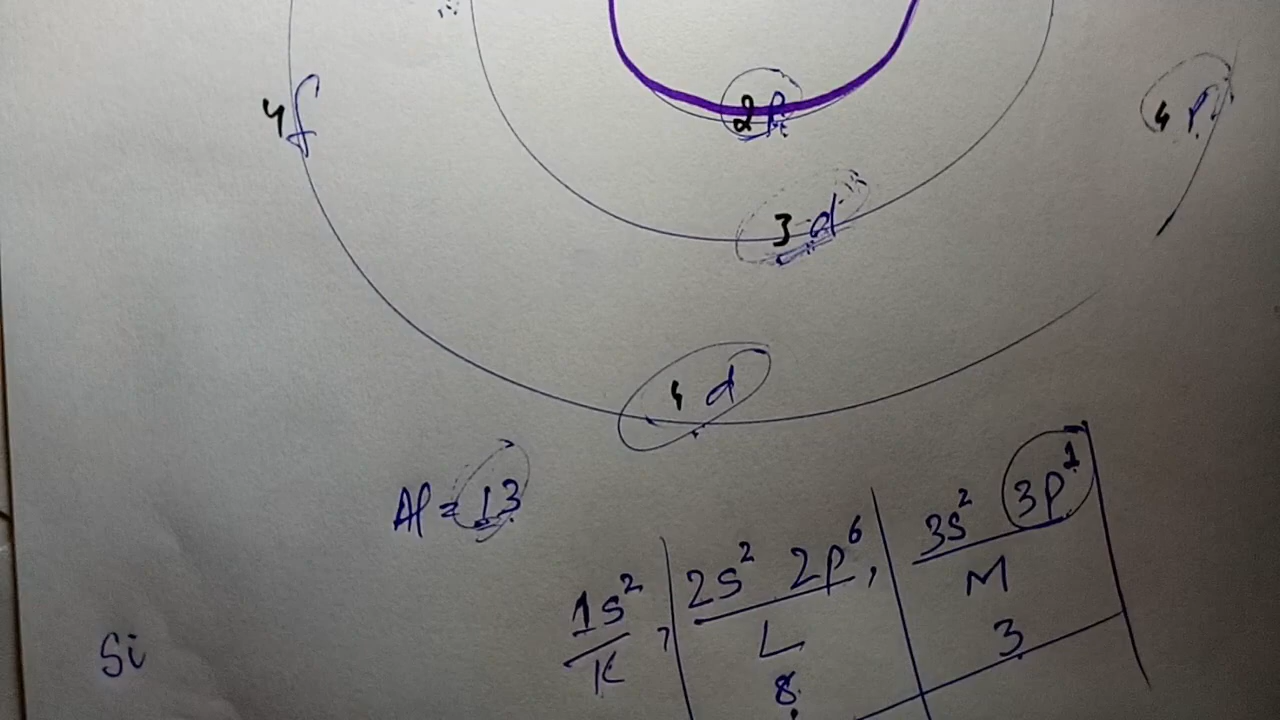 4f
2p
4p
3d
4d
Al = 13
1s² , 2s² 2p⁶ , 3s² 3p¹
K L M
8 3
Si